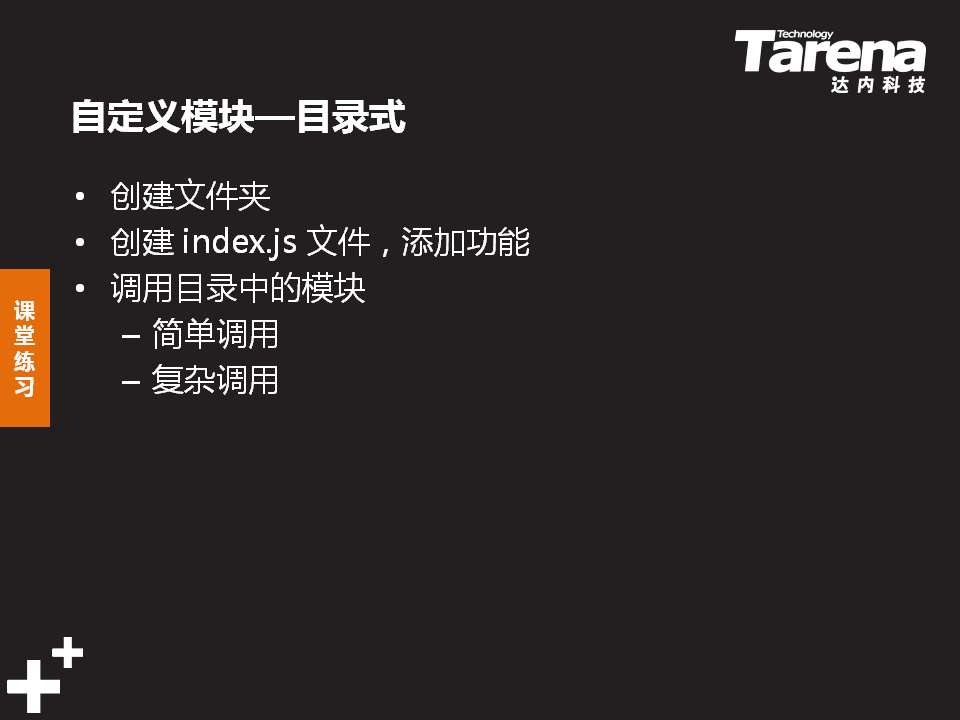 Technology
Tarena
达内科技
自定义模块—目录式
• 创建文件夹
• 创建 index.js 文件，添加功能
• 调用目录中的模块
– 简单调用
– 复杂调用
课堂练习